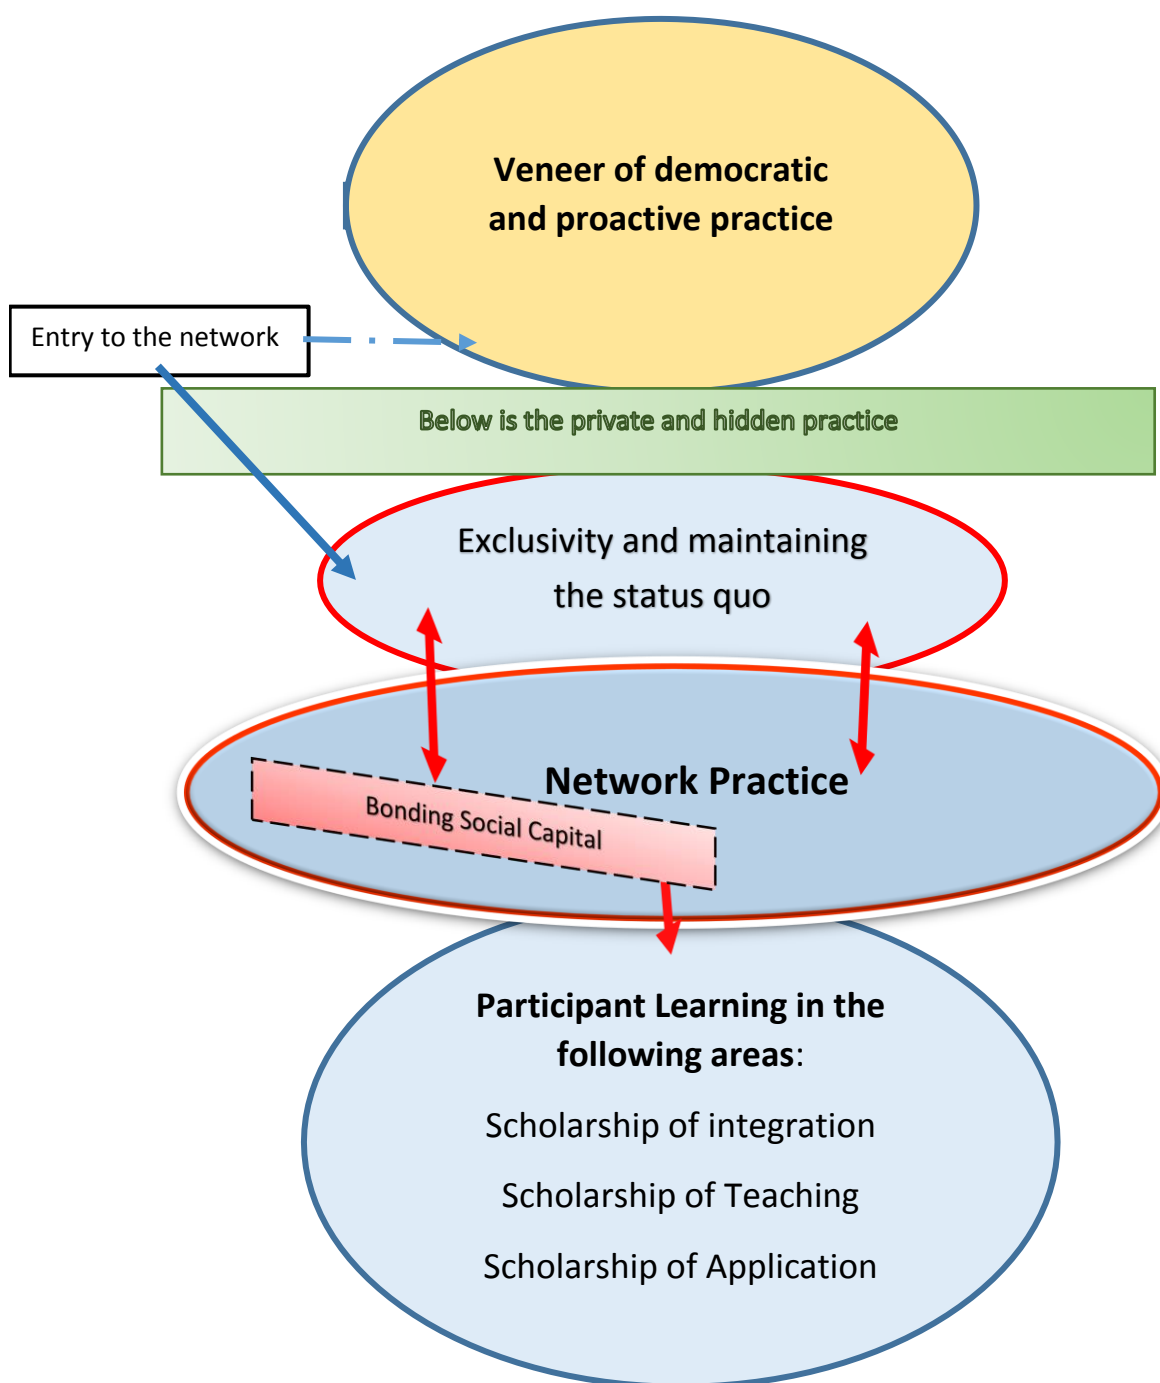 Veneer of democratic
and proactive practice
Entry to the network
Below is the private and hidden practice
Exclusivity and maintaining
the status quo
Network Practice
Bonding Social Capital
Participant Learning in the
following areas:
Scholarship of integration
Scholarship of Teaching
Scholarship of Application